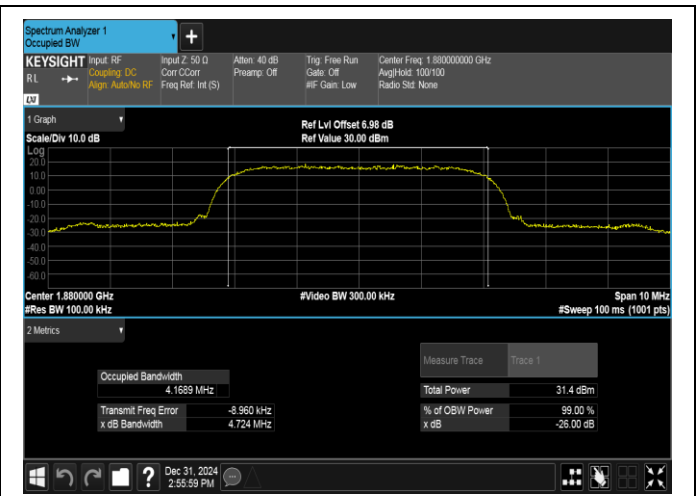 Spectrum Analyzer 1
Occupied BW
KEYSIGHT Input: RF Input Z: 50 Ω Atten: 40 dB Trig: Free Run Center Freq: 1.880000000 GHz
Coupling: DC Corr CCorr Preamp: Off Gate: Off Avg|Hold: 100/100
RL Align: Auto/No RF Freq Ref: Int (S) #IF Gain: Low Radio Std: None
LXI
1 Graph
Ref Lvl Offset 6.98 dB
Scale/Div 10.0 dB Ref Value 30.00 dBm
Log
20.0
10.0
0.00
-10.0
-20.0
-30.0
-40.0
-50.0
-60.0
Center 1.880000 GHz #Video BW 300.00 kHz Span 10 MHz
#Res BW 100.00 kHz #Sweep 100 ms (1001 pts)
2 Metrics
Measure Trace Trace 1
Occupied Bandwidth
4.1689 MHz
Total Power 31.4 dBm
Transmit Freq Error -8.960 kHz % of OBW Power 99.00 %
x dB Bandwidth 4.724 MHz x dB -26.00 dB
? Dec 31, 2024
2:55:59 PM